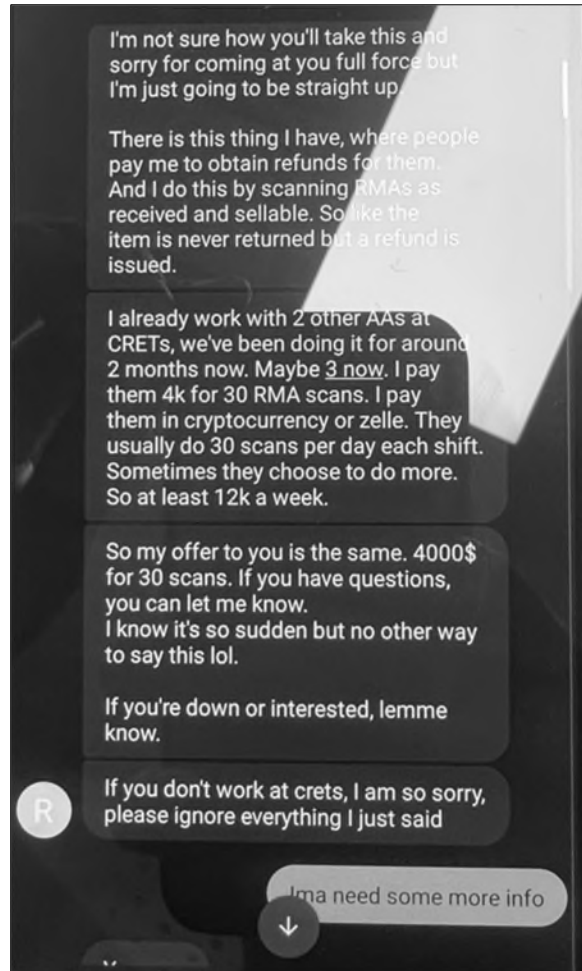 I'm not sure how you'll take this and
sorry for coming at you full force but
I'm just going to be straight up.
There is this thing I have, where people
pay me to obtain refunds for them.
And I do this by scanning RMAs as
received and sellable. So like the
item is never returned but a refund is
issued.
I already work with 2 other AAs at
CRETs, we've been doing it for around
2 months now. Maybe 3 now. I pay
them 4k for 30 RMA scans. I pay
them in cryptocurrency or zelle. They
usually do 30 scans per day each shift.
Sometimes they choose to do more.
So at least 12k a week.
So my offer to you is the same. 4000$
for 30 scans. If you have questions,
you can let me know.
I know it's so sudden but no other way
to say this lol.
If you're down or interested, lemme
know.
If you don't work at crets, I am so sorry,
please ignore everything I just said
R
Ima need some more info